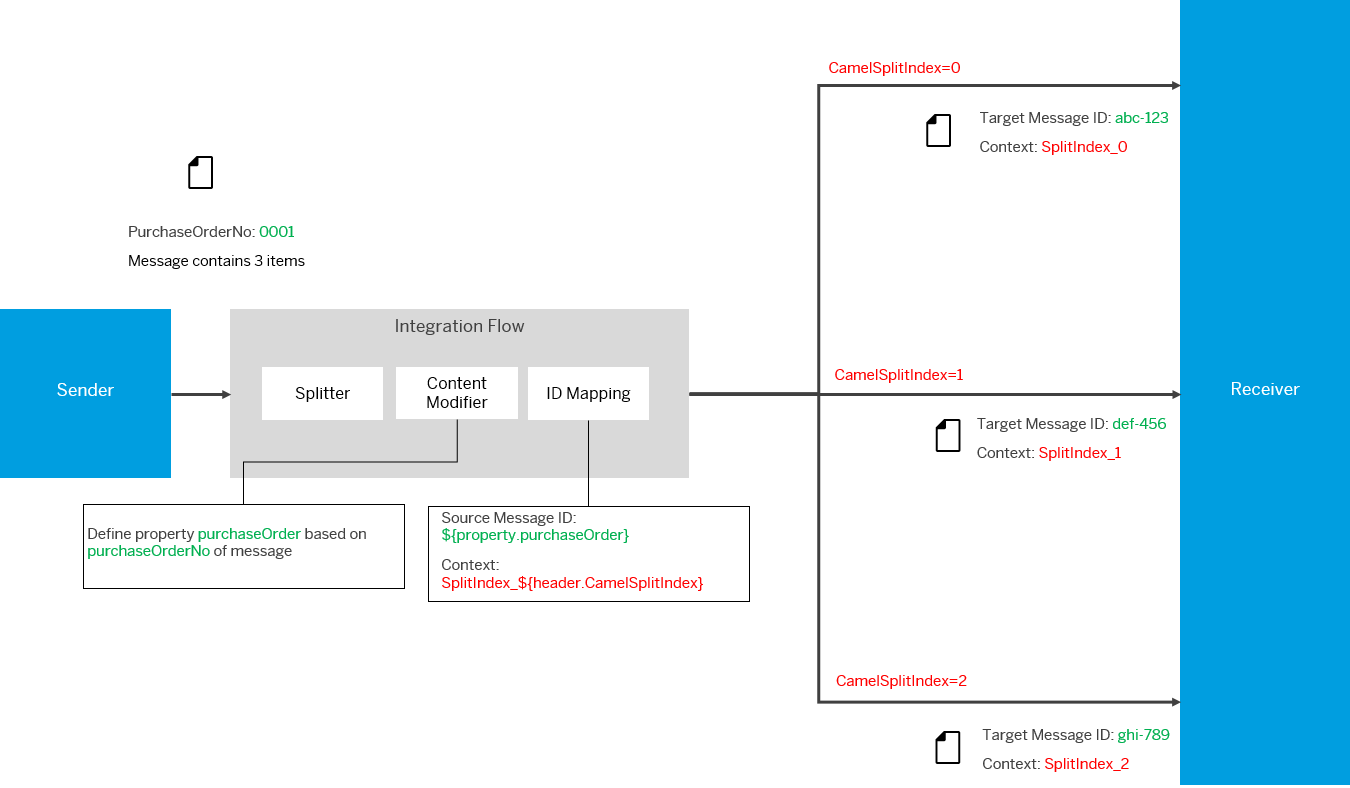 CamelSplitIndex=0
Target Message ID: abc-123
Context: SplitIndex_0
PurchaseOrderNo: 0001
Message contains 3 items
Sender
Integration Flow
Splitter
Content
Modifier
ID Mapping
CamelSplitIndex=1
Receiver
Target Message ID: def-456
Context: SplitIndex_1
Define property purchaseOrder based on
purchaseOrderNo of message
Source Message ID:
${property.purchaseOrder}
Context:
SplitIndex_${header.CamelSplitIndex}
CamelSplitIndex=2
Target Message ID: ghi-789
Context: SplitIndex_2